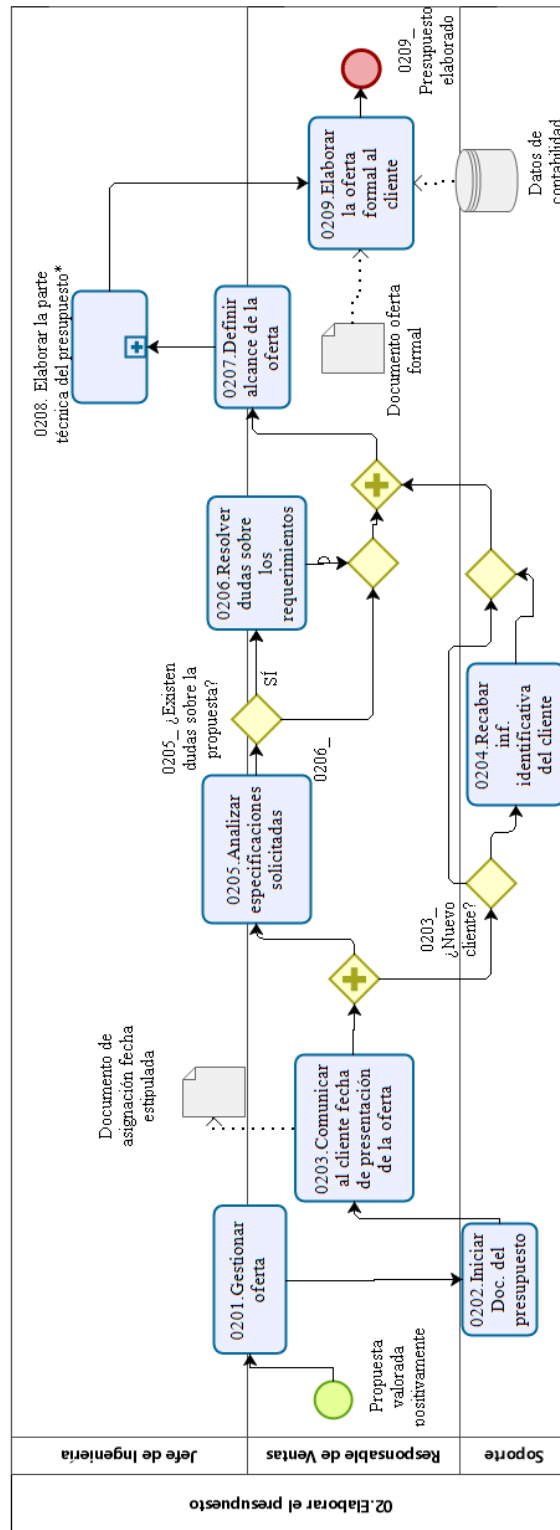 02.Elaborar el presupuesto
Jefe de Ingeniería
Responsable de Ventas
Soporte
Propuesta
valorada
positivamente
0201.Gestionar
oferta
0202.Iniciar
Doc. del
presupuesto
0203.Comunicar
al cliente fecha
de presentación
de la oferta
Documento de
asignación fecha
estipulada
0203_
¿Nuevo
cliente?
0204.Recabar
inf.
identificativa
del cliente
0205.Analizar
especificaciones
solicitadas
0205_ ¿Existen
dudas sobre la
propuesta?
SÍ
0206_
0206.Resolver
dudas sobre
los
requerimientos
0207.Definir
alcance de la
oferta
0208. Elaborar la parte
técnica del presupuesto*
Documento oferta
formal
0209.Elaborar
la oferta
formal al
cliente
Datos de
contabilidad
0209_
Presupuesto
elaborado